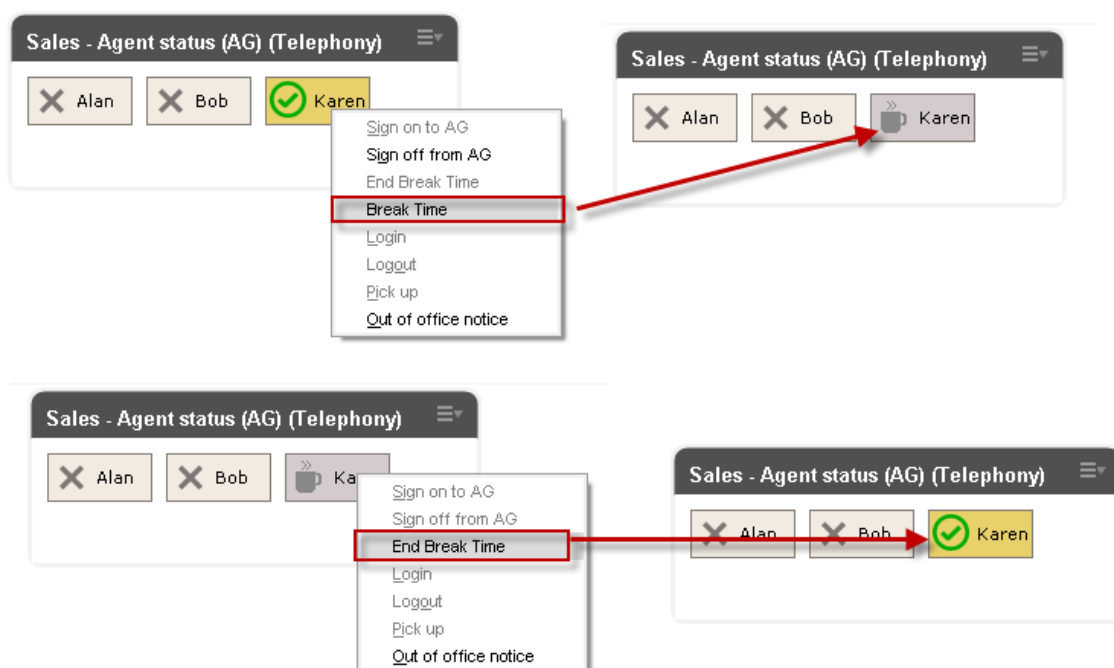 Sales - Agent status (AG) (Telephony)
Alan Bob Karen
Sign on to AG
Sign off from AG
End Break Time
Break Time
Login
Logout
Pick up
Out of office notice
Sales - Agent status (AG) (Telephony)
Alan Bob Karen
Sales - Agent status (AG) (Telephony)
Alan Bob Ka
Sign on to AG
Sign off from AG
End Break Time
Login
Logout
Pick up
Out of office notice
Sales - Agent status (AG) (Telephony)
Alan Bob Karen